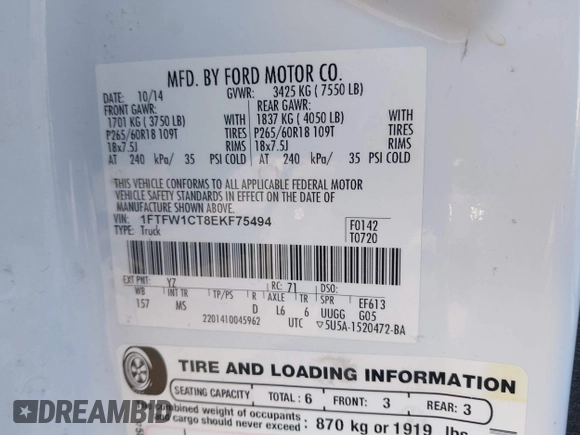 MFD. BY FORD MOTOR CO.
DATE: 10/14 GVWR: 3425 KG ( 7550 LB)
FRONT GAWR: REAR GAWR:
1701 KG ( 3750 LB) WITH 1837 KG ( 4050 LB) WITH
P265/60R18 109T TIRES P265/60R18 109T TIRES
18x7.5J RIMS 18x7.5J RIMS
AT 240 kPa/ 35 PSI COLD AT 240 kPa/ 35 PSI COLD
THIS VEHICLE CONFORMS TO ALL APPLICABLE FEDERAL MOTOR
VEHICLE SAFETY STANDARDS IN EFFECT ON THE DATE OF
MANUFACTURE SHOWN ABOVE.
VIN: 1FTFW1CT8EKF75494 F0142
TYPE: Truck T0720
EXT PNT: YZ RC: 71 DSO:
WB INT TR TP/PS R AXLE TR SPR EF613
157 MS D L6 6 UUGG G05
2201410045962 UTC ▽5U5A-1520472-BA
TIRE AND LOADING INFORMATION
SEATING CAPACITY TOTAL: 6 FRONT: 3 REAR: 3
combined weight of occupants
870 kg or 1919 lbs
DREAMBID